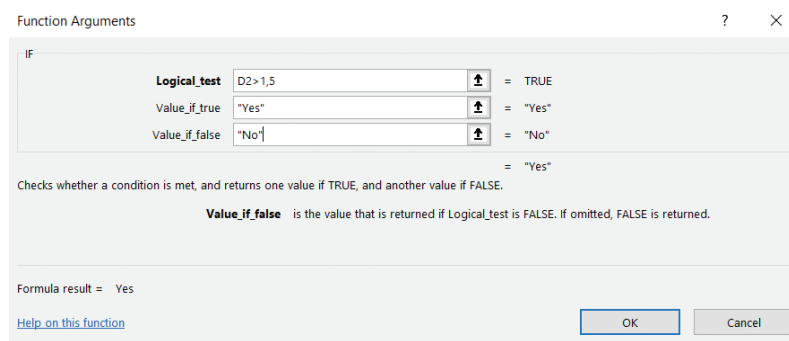 Function Arguments ? ×
IF
Logical_test D2>1,5 = TRUE
Value_if_true "Yes" = "Yes"
Value_if_false "No" = "No"
= "Yes"
Checks whether a condition is met, and returns one value if TRUE, and another value if FALSE.
Value_if_false is the value that is returned if Logical_test is FALSE. If omitted, FALSE is returned.
Formula result = Yes
Help on this function OK Cancel